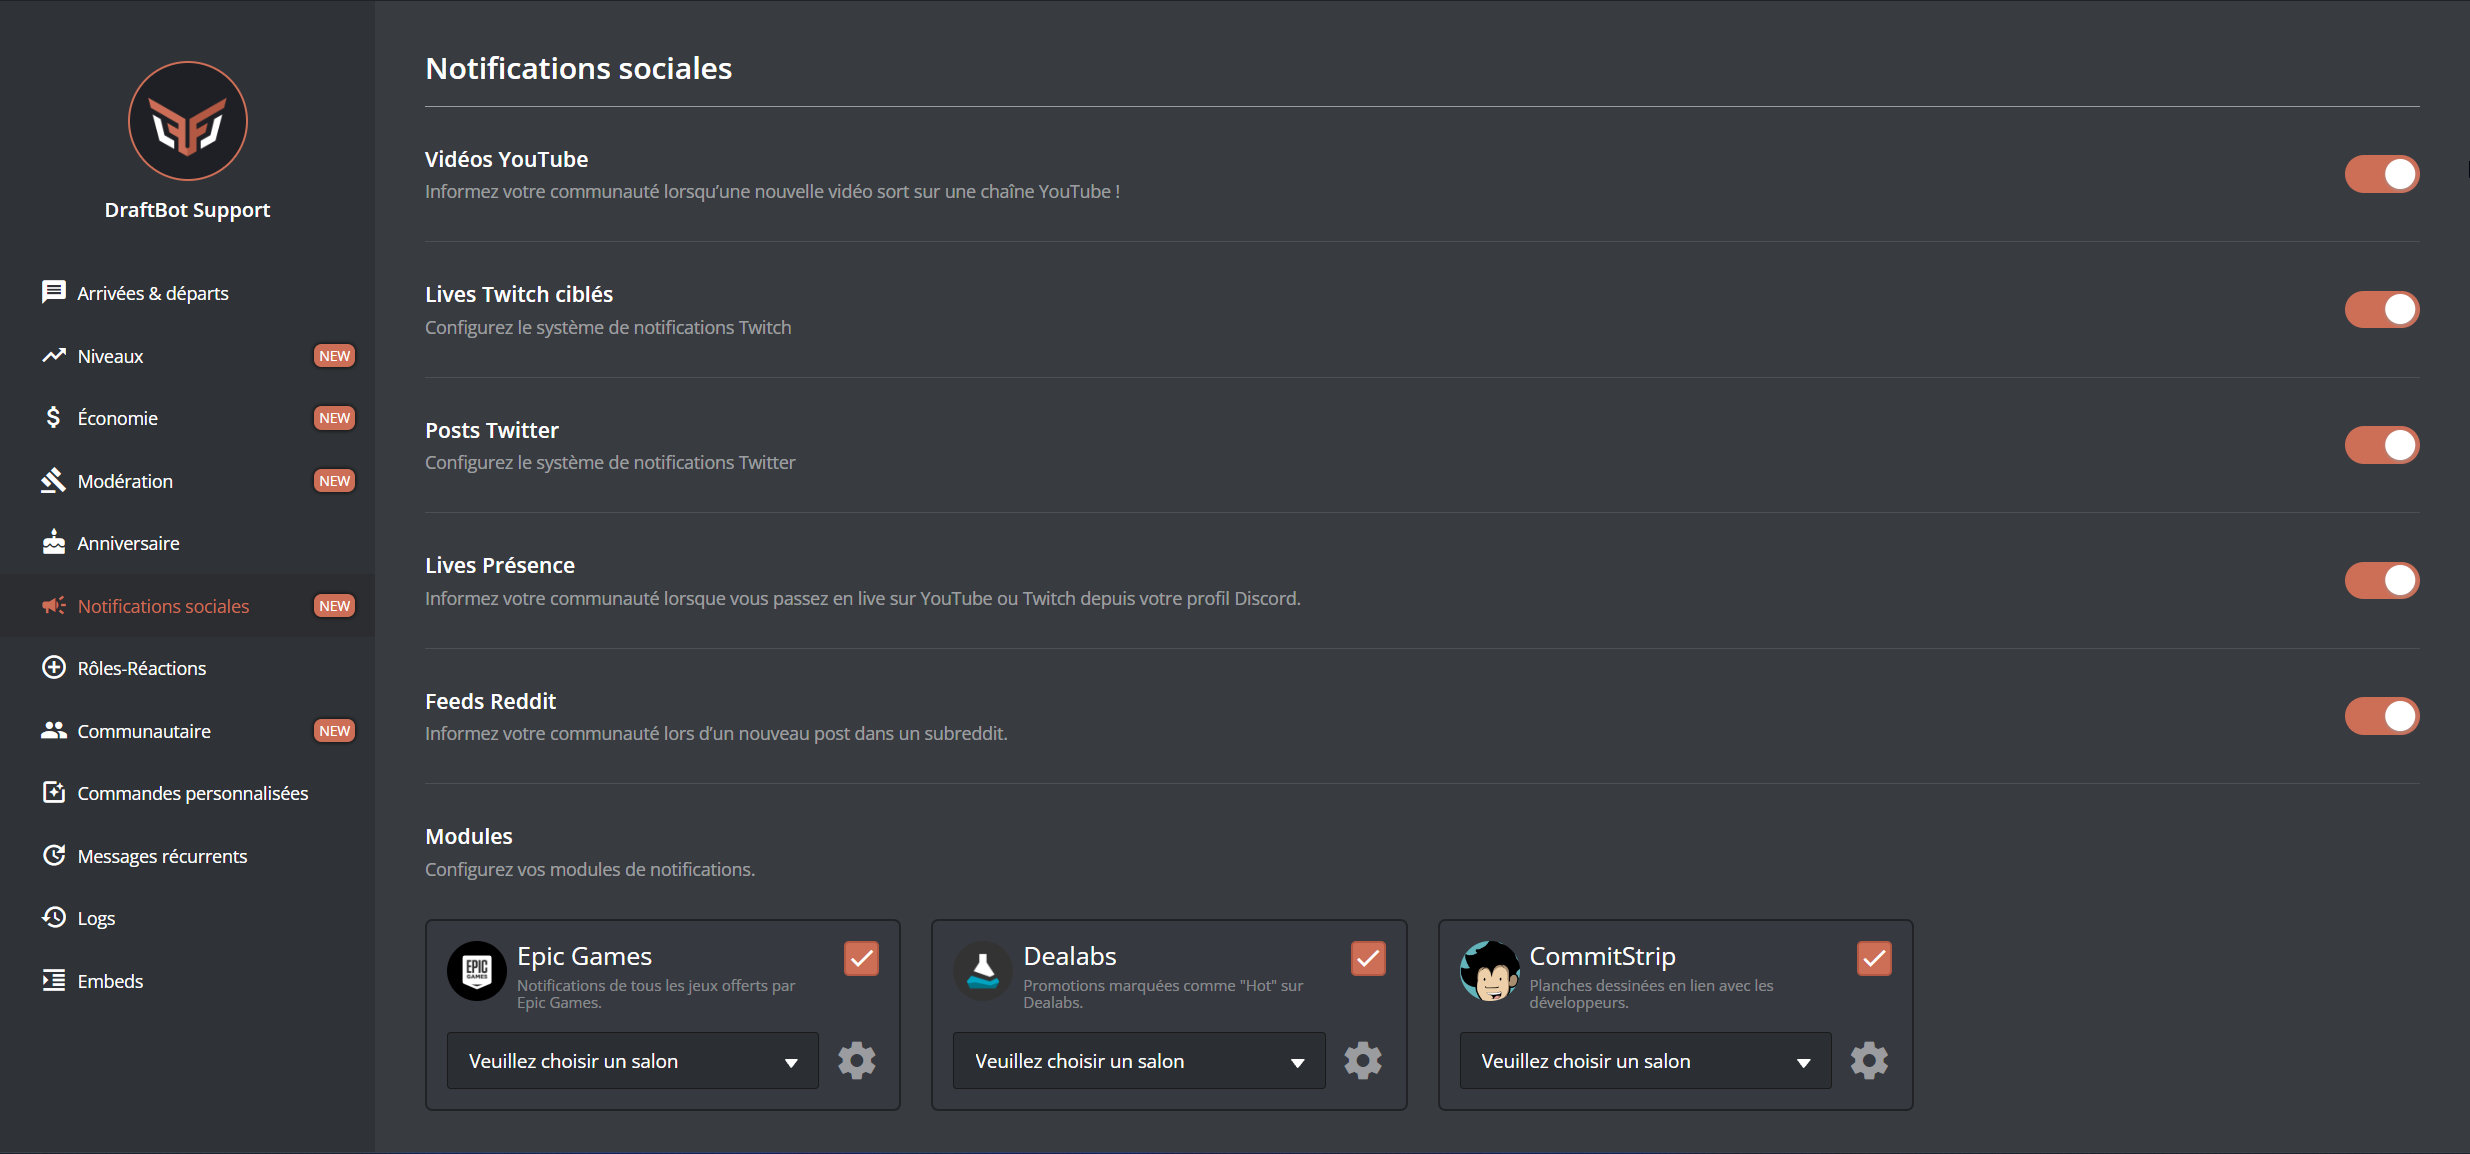 DraftBot Support
Arrivées & départs
Niveaux NEW
Économie NEW
Modération NEW
Anniversaire
Notifications sociales NEW
Rôles-Réactions
Communautaire NEW
Commandes personnalisées
Messages récurrents
Logs
Embeds
Notifications sociales
Vidéos YouTube
Informez votre communauté lorsqu'une nouvelle vidéo sort sur une chaîne YouTube !
Lives Twitch ciblés
Configurez le système de notifications Twitch
Posts Twitter
Configurez le système de notifications Twitter
Lives Présence
Informez votre communauté lorsque vous passez en live sur YouTube ou Twitch depuis votre profil Discord.
Feeds Reddit
Informez votre communauté lors d'un nouveau post dans un subreddit.
Modules
Configurez vos modules de notifications.
EPIC
GAMES
Epic Games
Notifications de tous les jeux offerts par
Epic Games.
Veuillez choisir un salon
Dealabs
Promotions marquées comme "Hot" sur
Dealabs.
Veuillez choisir un salon
CommitStrip
Planches dessinées en lien avec les
développeurs.
Veuillez choisir un salon